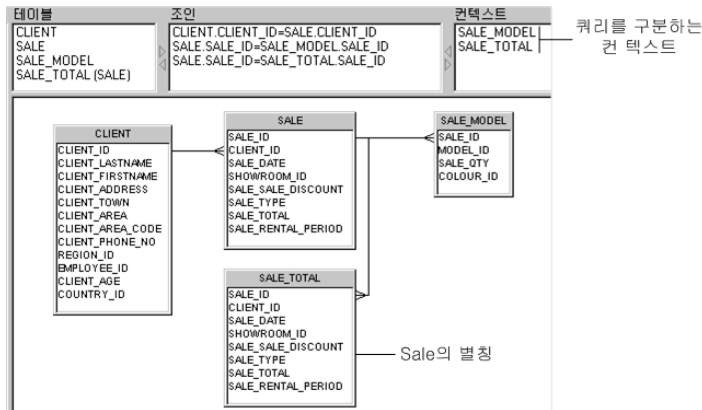 테이블
CLIENT
SALE
SALE_MODEL
SALE_TOTAL (SALE)
조인
CLIENT.CLIENT_ID=SALE.CLIENT_ID
SALE.SALE_ID=SALE_MODEL.SALE_ID
SALE.SALE_ID=SALE_TOTAL.SALE_ID
컨텍스트
SALE_MODEL
SALE_TOTAL
쿼리를 구분하는
컨 텍스트
CLIENT
CLIENT_ID
CLIENT_LASTNAME
CLIENT_FIRSTNAME
CLIENT_ADDRESS
CLIENT_TOWN
CLIENT_AREA
CLIENT_AREA_CODE
CLIENT_PHONE_NO
REGION_ID
EMPLOYEE_ID
CLIENT_AGE
COUNTRY_ID
SALE
SALE_ID
CLIENT_ID
SALE_DATE
SHOWROOM_ID
SALE_SALE_DISCOUNT
SALE_TYPE
SALE_TOTAL
SALE_RENTAL_PERIOD
SALE_MODEL
SALE_ID
MODEL_ID
SALE_QTY
COLOUR_ID
SALE_TOTAL
SALE_ID
CLIENT_ID
SALE_DATE
SHOWROOM_ID
SALE_SALE_DISCOUNT
SALE_TYPE
SALE_TOTAL
SALE_RENTAL_PERIOD
Sale의 별칭